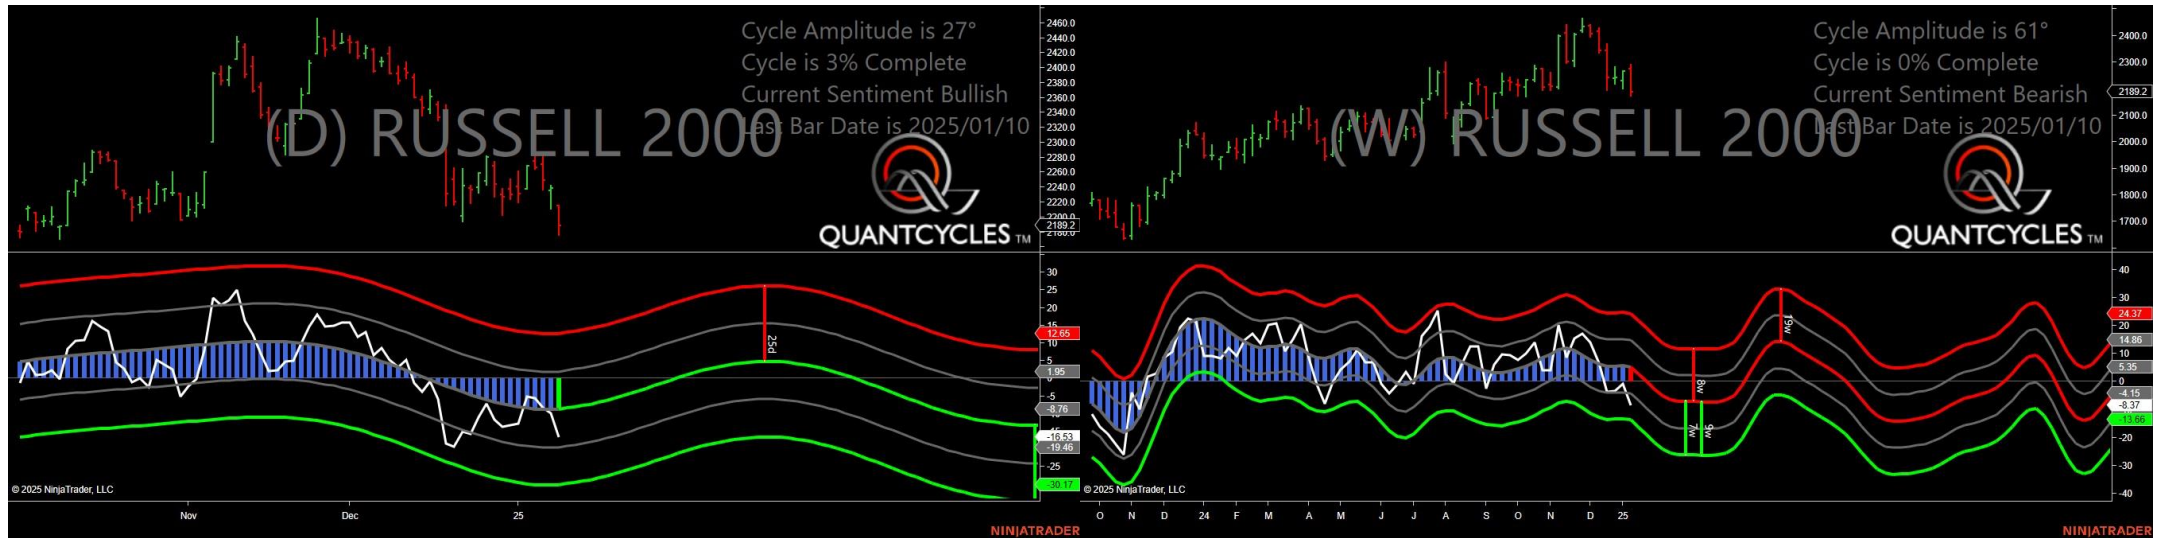 Cycle Amplitude is 27°
Cycle is 3% Complete
Current Sentiment Bullish
Last Bar Date is 2025/01/10
(D) RUSSELL 2000
QUANTCYCLES TM
2460.0
2440.0
2420.0
2400.0
2380.0
2360.0
2340.0
2320.0
2300.0
2280.0
2260.0
2240.0
2220.0
2200.0
2189.2
30
25
20
15
12.65
10
5
1.95
-5
-8.76
-16.53
-19.46
-25
-30.17
25d
© 2025 NinjaTrader, LLC
Nov
Dec
25
NINJATRADER
Cycle Amplitude is 61°
Cycle is 0% Complete
Current Sentiment Bearish
Last Bar Date is 2025/01/10
(W) RUSSELL 2000
QUANTCYCLES TM
2400.0
2300.0
2189.2
2100.0
2000.0
1900.0
1800.0
1700.0
40
30
24.37
20
14.86
10
5.35
0
-4.15
-8.37
-13.66
-20
-30
-40
19w
8w
7w
9w
© 2025 NinjaTrader, LLC
O N D 24 F M A M J J A S O N D 25
NINJATRADER